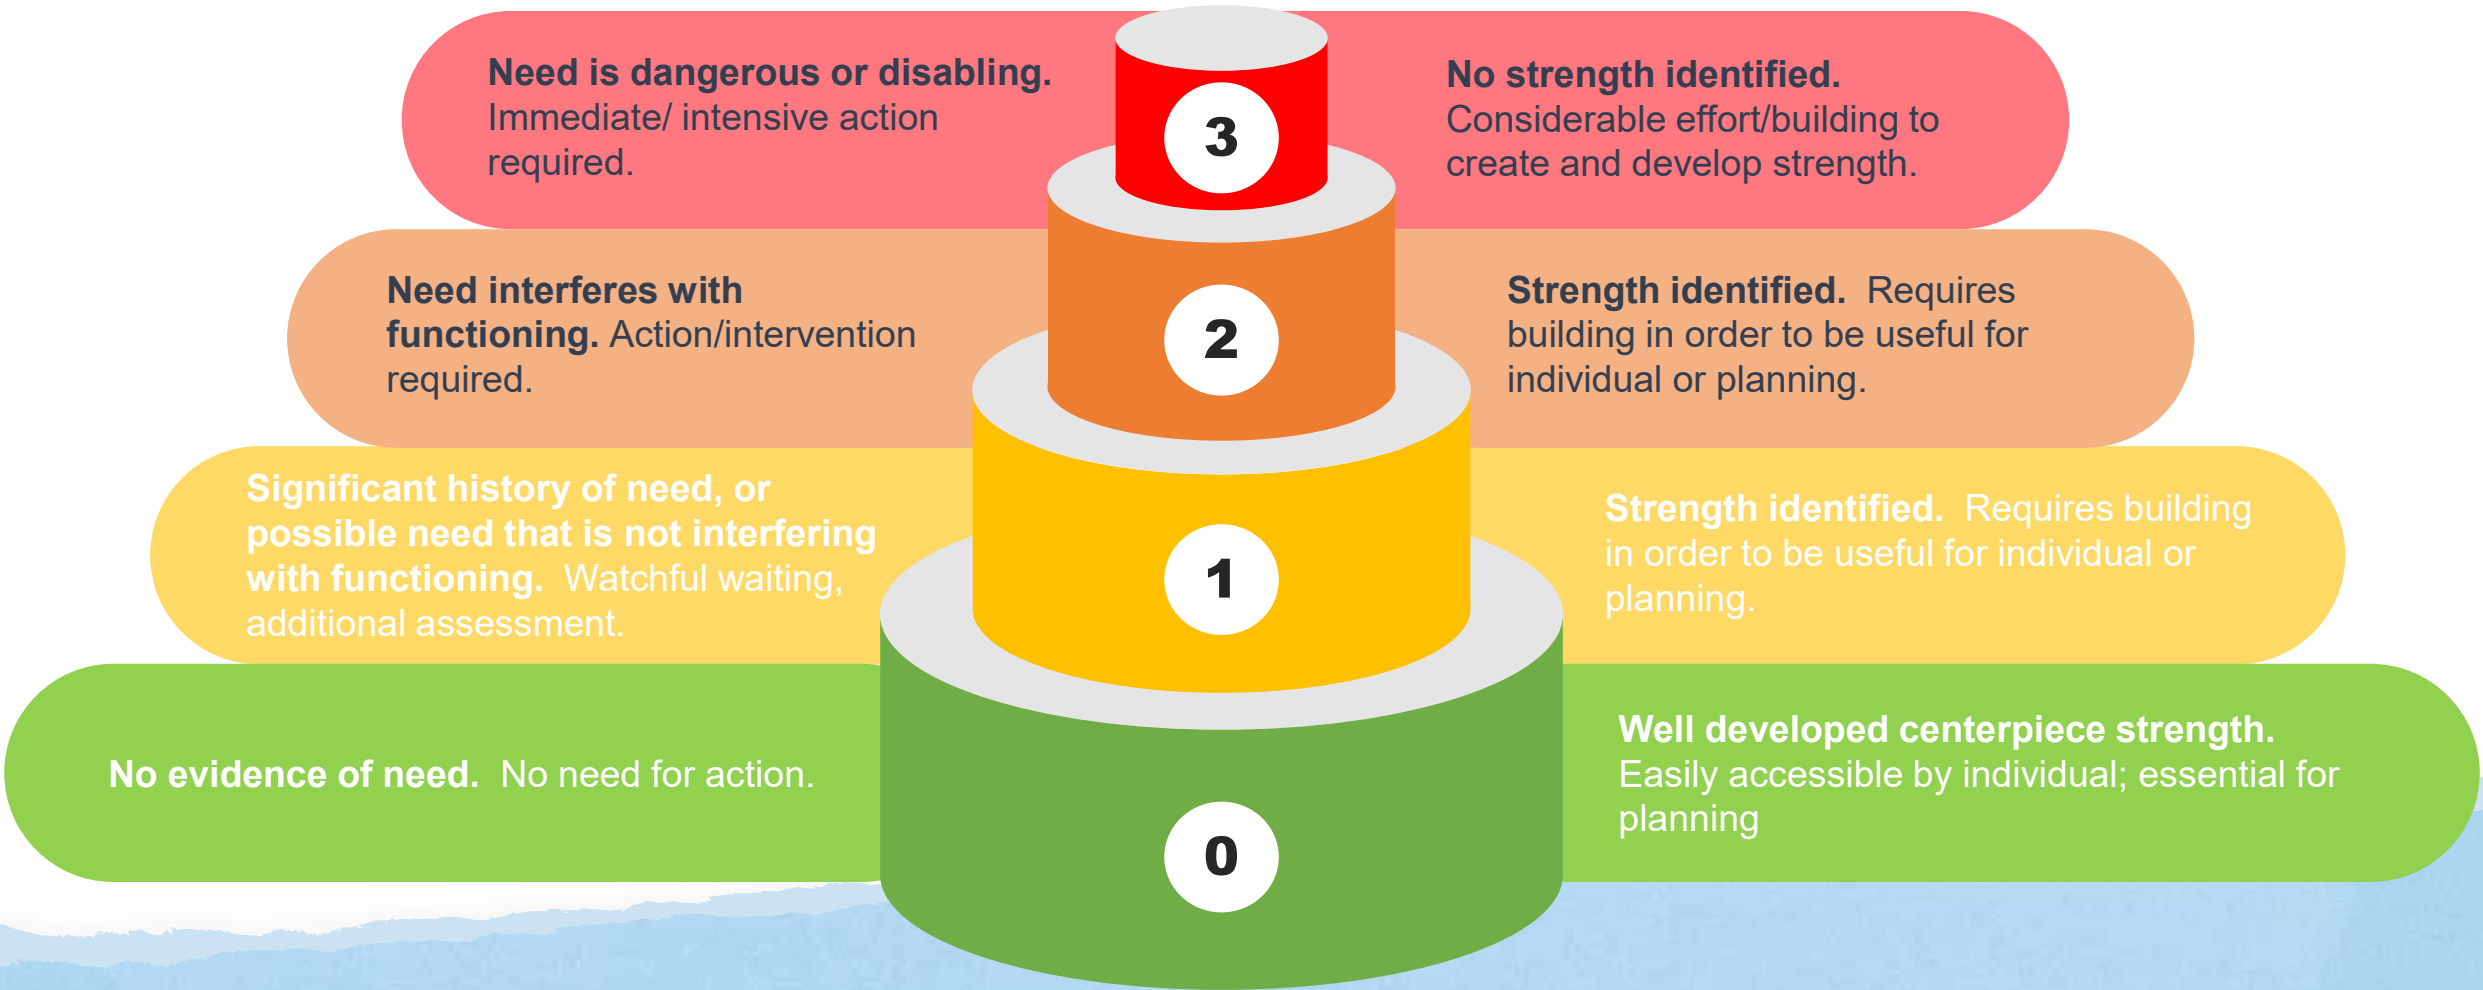 Need is dangerous or disabling.
Immediate/ intensive action
required.
3
No strength identified.
Considerable effort/building to
create and develop strength.
Need interferes with
functioning. Action/intervention
required.
2
Strength identified.  Requires
building in order to be useful for
individual or planning.
Significant history of need, or
possible need that is not interfering
with functioning.  Watchful waiting,
additional assessment.
1
Strength identified.  Requires building
in order to be useful for individual or
planning.
No evidence of need.  No need for action.
0
Well developed centerpiece strength.
Easily accessible by individual; essential for
planning